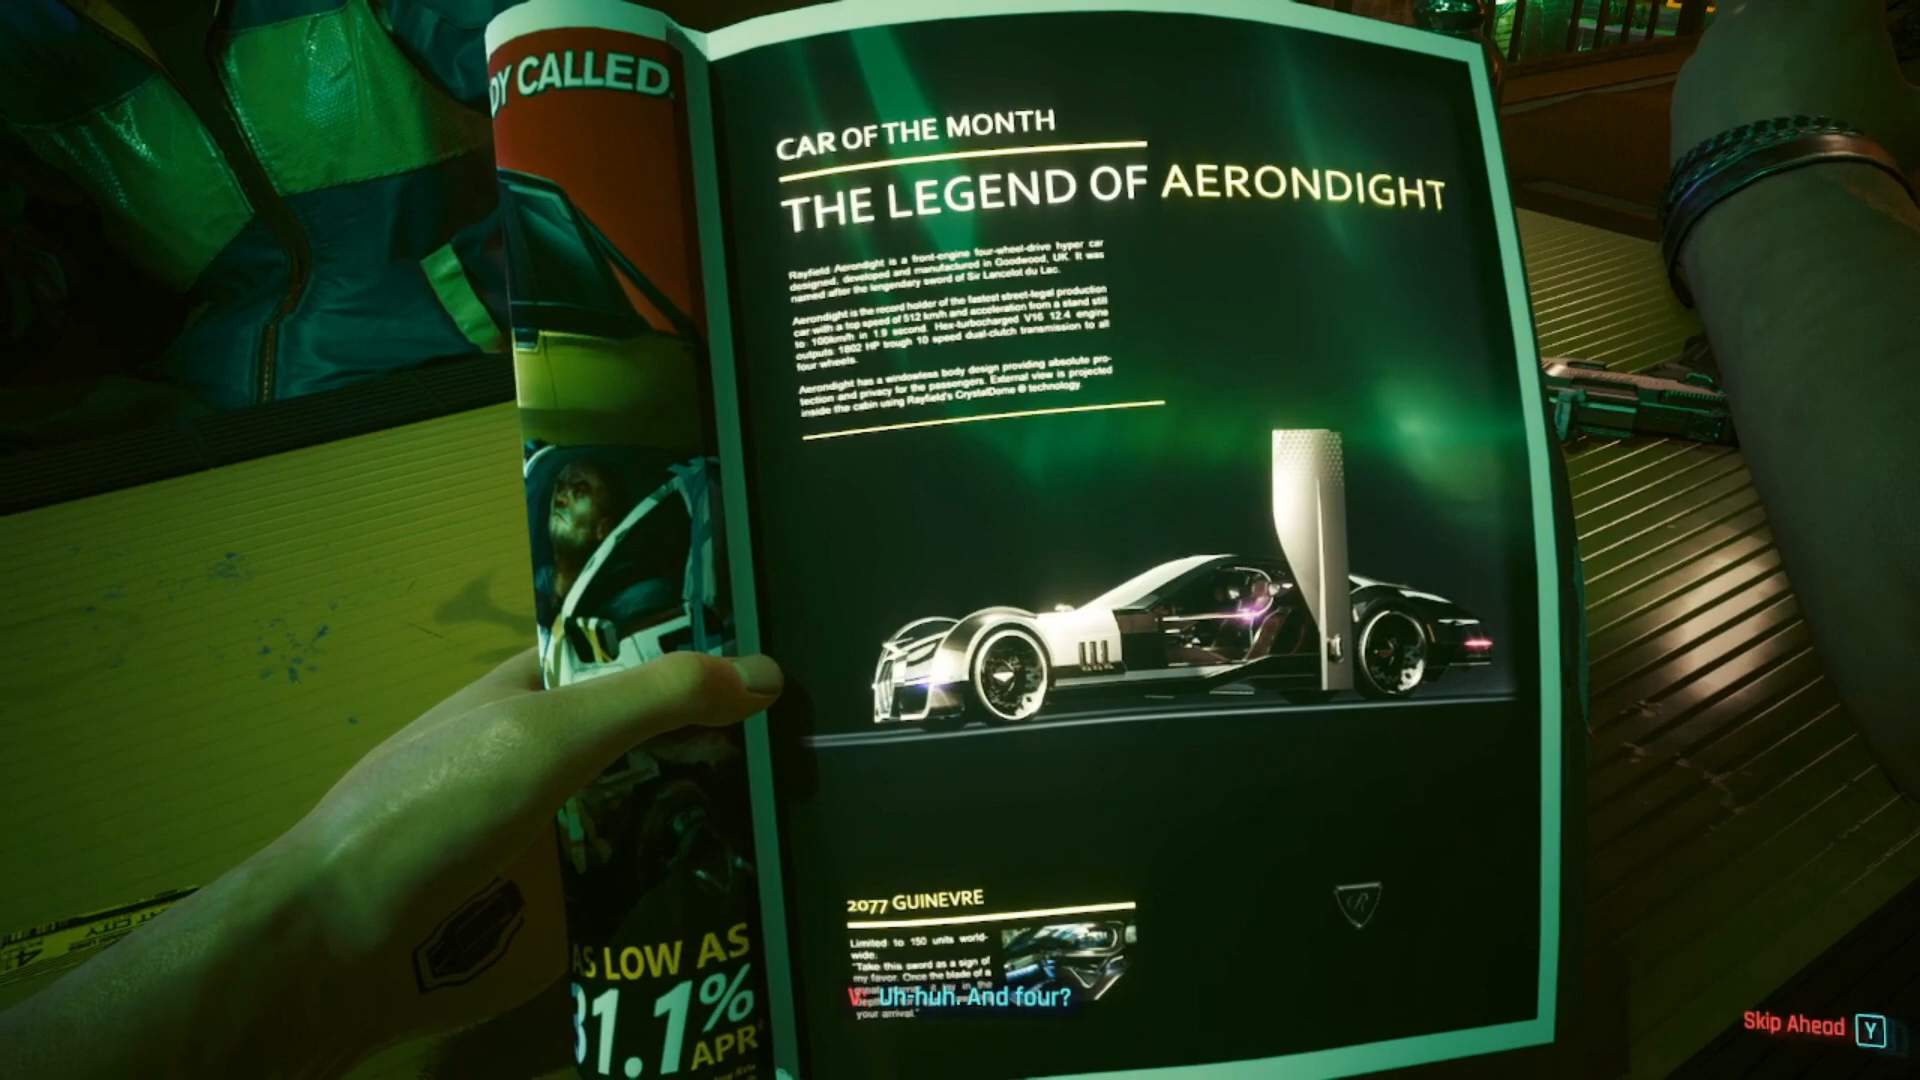 DY CALLED.
CAR OF THE MONTH
THE LEGEND OF AERONDIGHT
Rayfield Aerondight is a front-engine four-wheel-drive hyper car
designed, developed and manufactured in Goodwood, UK. It was
named after the lengendary sword of Sir Lancelot du Lac.
Aerondight is the record holder of the fastest street-legal production
car with a top speed of 512 km/h and acceleration from a stand still
to 100km/h in 1.9 second. Hex-turbocharged V16 12.4 engine
outputs 1802 HP trough 10 speed dual-clutch transmission to all
four wheels.
Aerondight has a windowless body design providing absolute pro-
tection and privacy for the passengers. External view is projected
inside the cabin using Rayfield's CrystalDome ® technology.
2077 GUINEVRE
Limited to 150 units world-
wide.
"Take this sword as a sign of
my favor. Once the blade of a
in the
your arrival."
V: Uh-huh. And four?
R
AS LOW AS
31.1%
APR
Skip Ahead Y